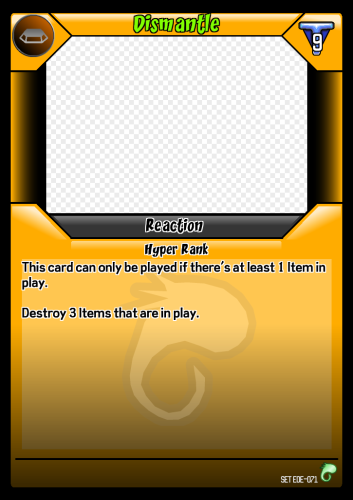 Dismantle
9
Reaction
Hyper Rank
This card can only be played if there's at least 1 Item in
play.
Destroy 3 Items that are in play.
SET EDE-071